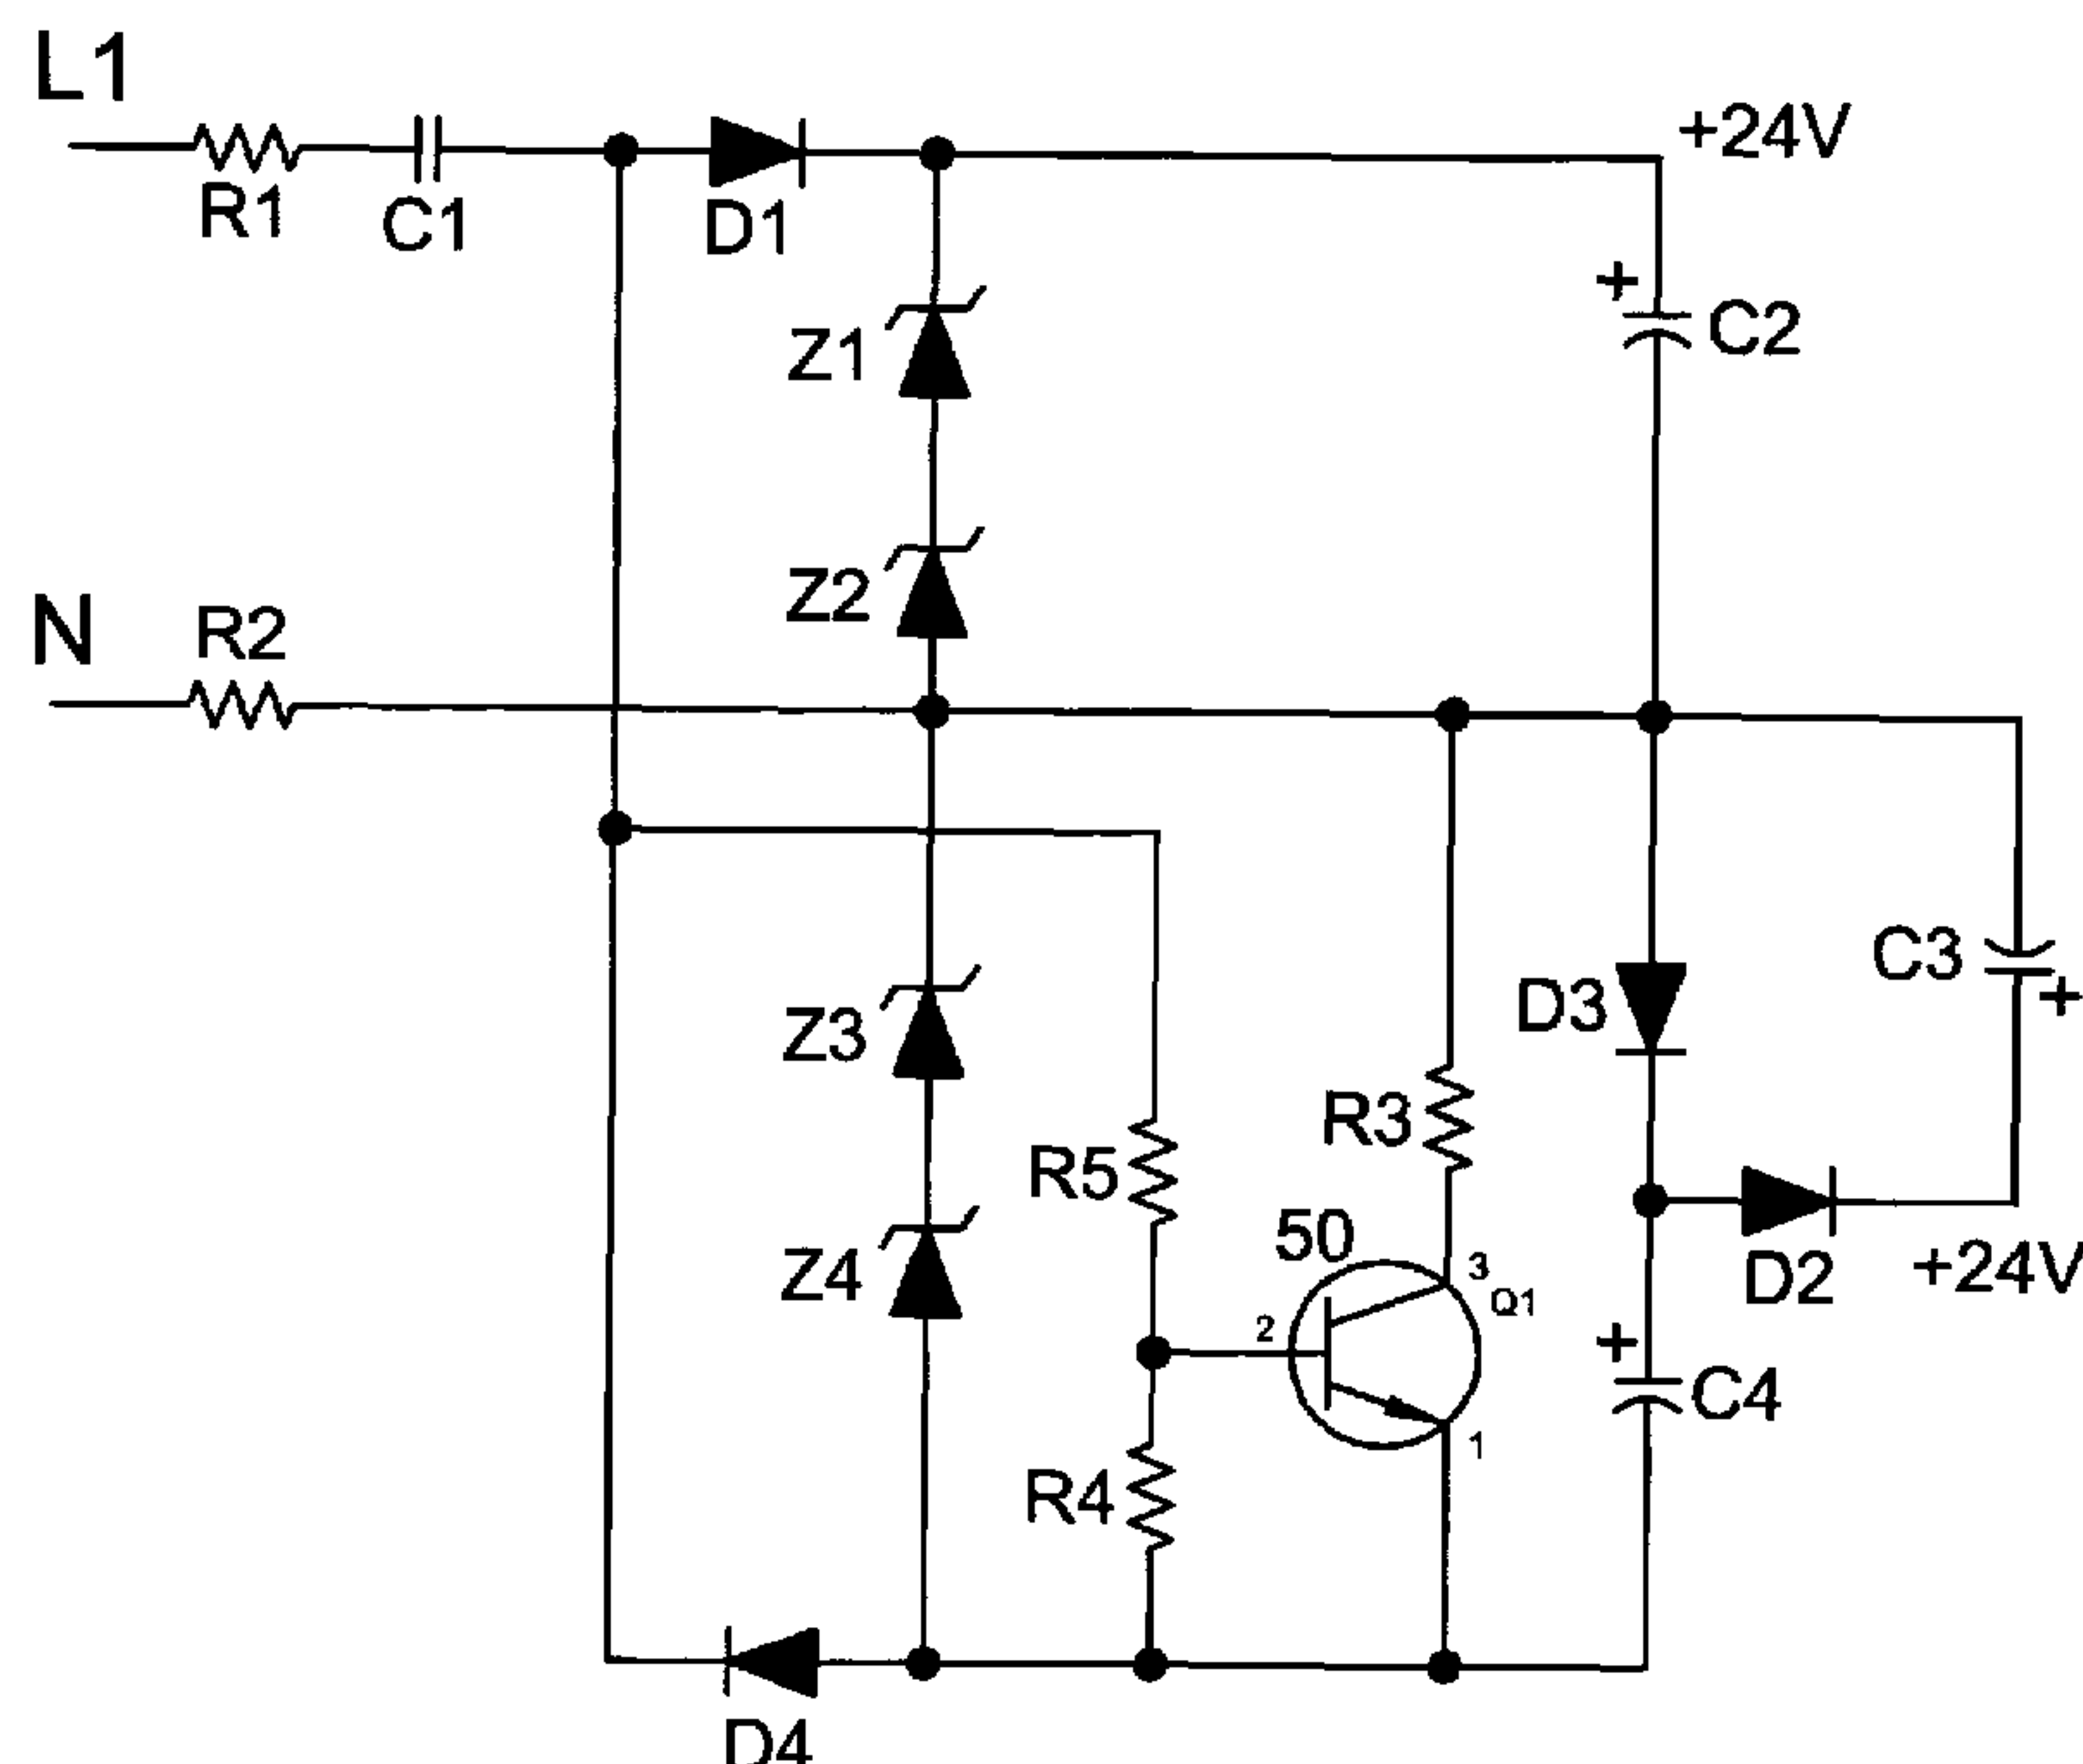 L1
+24V
R1
C1
D1
C2
+
Z1
Z2
N
R2
C3
+
D3
Z3
R3
R5
Z4
50
3
Q1
2
D2
+24V
+
C4
1
R4
D4